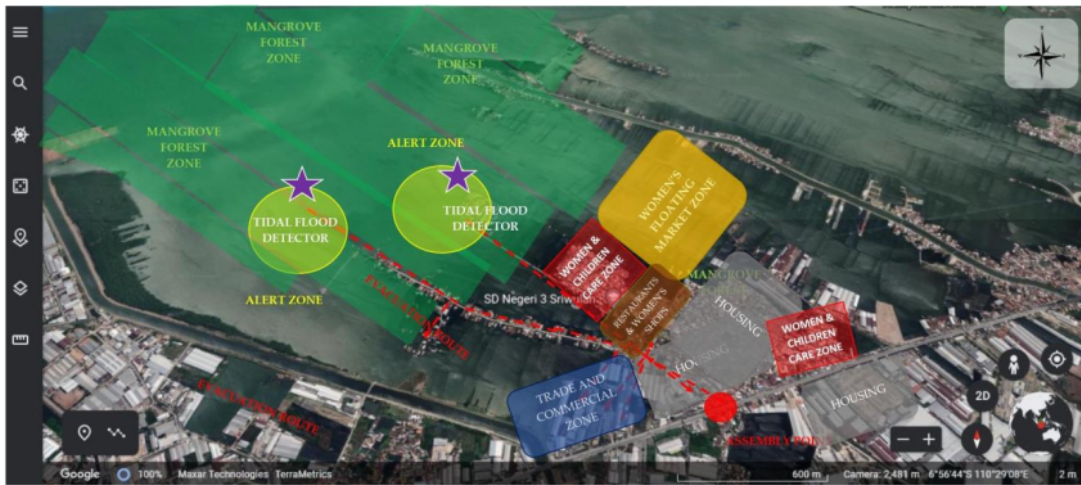 MANGROVE
FOREST
ZONE
MANGROVE
FOREST
ZONE
MANGROVE
FOREST
ZONE
ALERT ZONE
TIDAL FLOOD
DETECTOR
TIDAL FLOOD
DETECTOR
ALERT ZONE
WOMEN'S
FLOATING
MARKET ZONE
WOMEN &
CHILDREN
CARE ZONE
MANGROVE
SD Negeri 3 Sriwulan
RESTAURANTS
& WOMEN'S
SHOPS
HOUSING
HOUSING
WOMEN &
CHILDREN
CARE ZONE
HOUSING
EVACUATION ROUTE
EVACUATION ROUTE
TRADE AND
COMMERCIAL
ZONE
ASSEMBLY POI
2D
Google 100% Maxar Technologies TerraMetrics
600 m Camera: 2,481 m 6°56'44"S 110°29'08"E 2 m